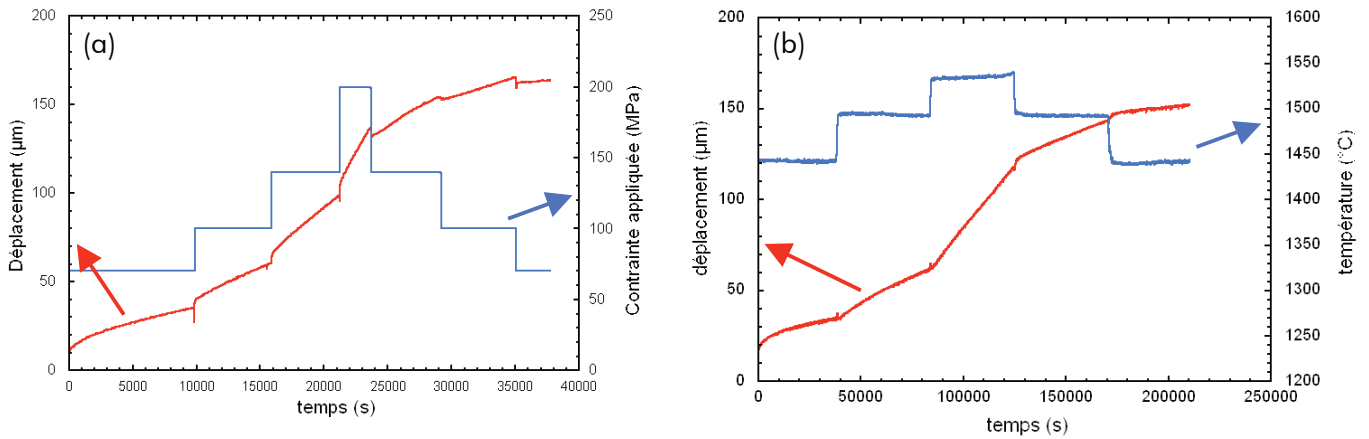 (a)
Déplacement (µm)
200
150
100
50
0
Contrainte appliquée (MPa)
250
200
150
100
50
0
0 5000 10000 15000 20000 25000 30000 35000 40000
temps (s)
(b)
déplacement (µm)
200
150
100
50
0
température (°C)
1600
1550
1500
1450
1400
1350
1300
1250
1200
0 50000 100000 150000 200000 250000
temps (s)